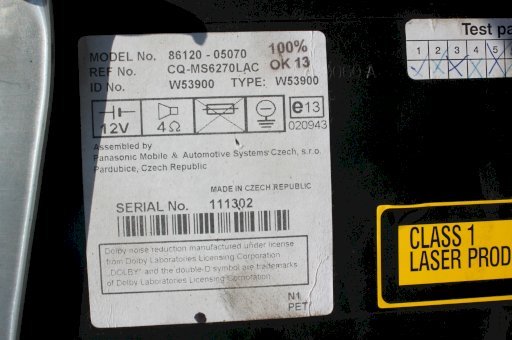 MODEL No. 86120 - 05070
REF No. CQ-MS6270LAC
ID No. W53900 TYPE: W53900
100%
OK 13
12V
4Ω
e13
020943
Assembled by
Panasonic Mobile & Automotive Systems Czech, s.r.o.
Pardubice, Czech Republic
MADE IN CZECH REPUBLIC
SERIAL No. 111302
Dolby noise reduction manufactured under license
from Dolby Laboratories Licensing Corporation
„DOLBY" and the double-D symbol are trademarks
of Dolby Laboratories Licensing Corporation.
N1
PET
Test pa
1 2 3 4 5
CLASS 1
LASER PROD